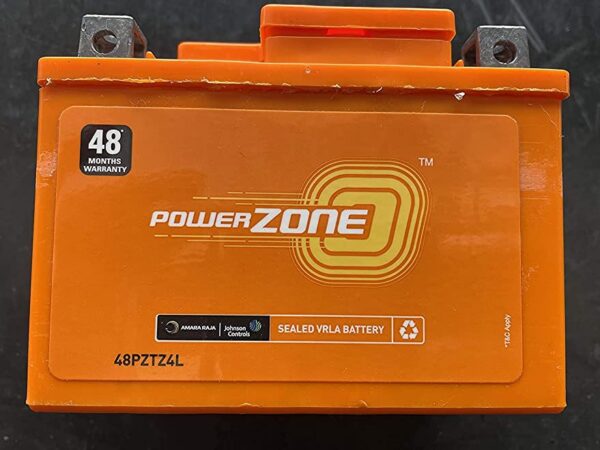 48*
MONTHS
WARRANTY
TM
POWERZONE
AMARA RAJA
Johnson
Controls
SEALED VRLA BATTERY
*T&C Apply
48PZTZ4L